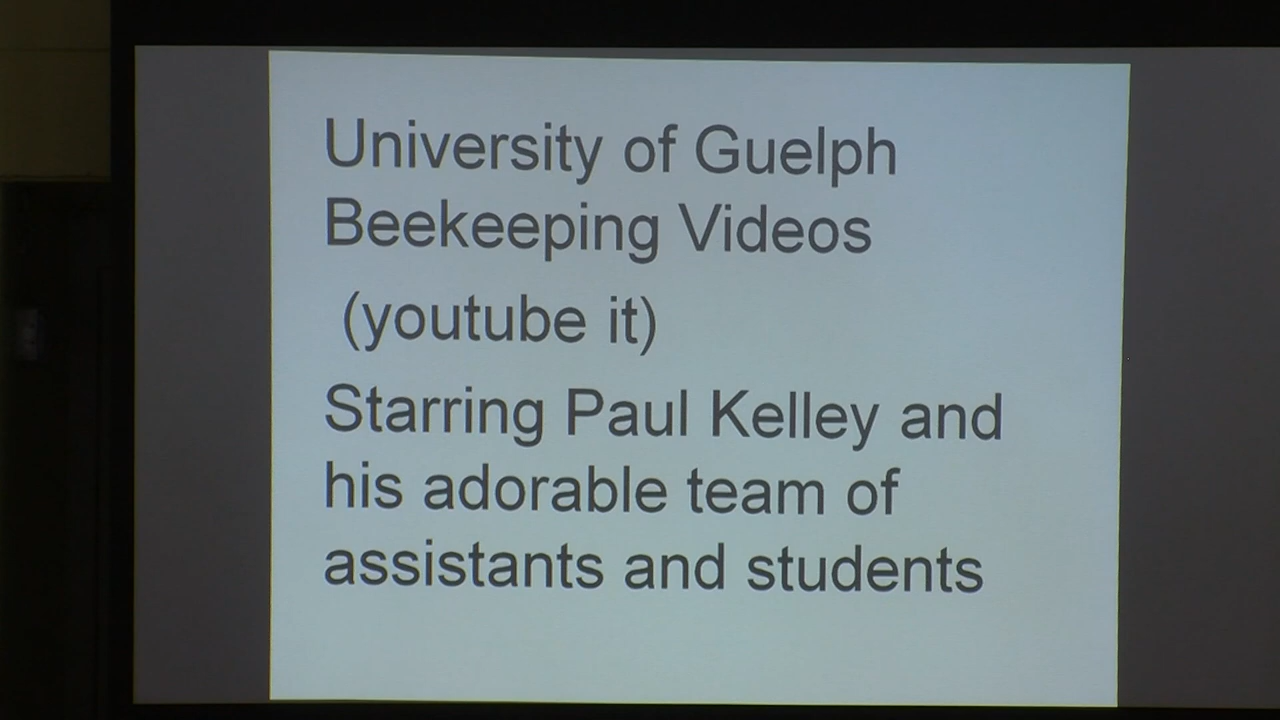 University of Guelph
Beekeeping Videos
(youtube it)
Starring Paul Kelley and
his adorable team of
assistants and students